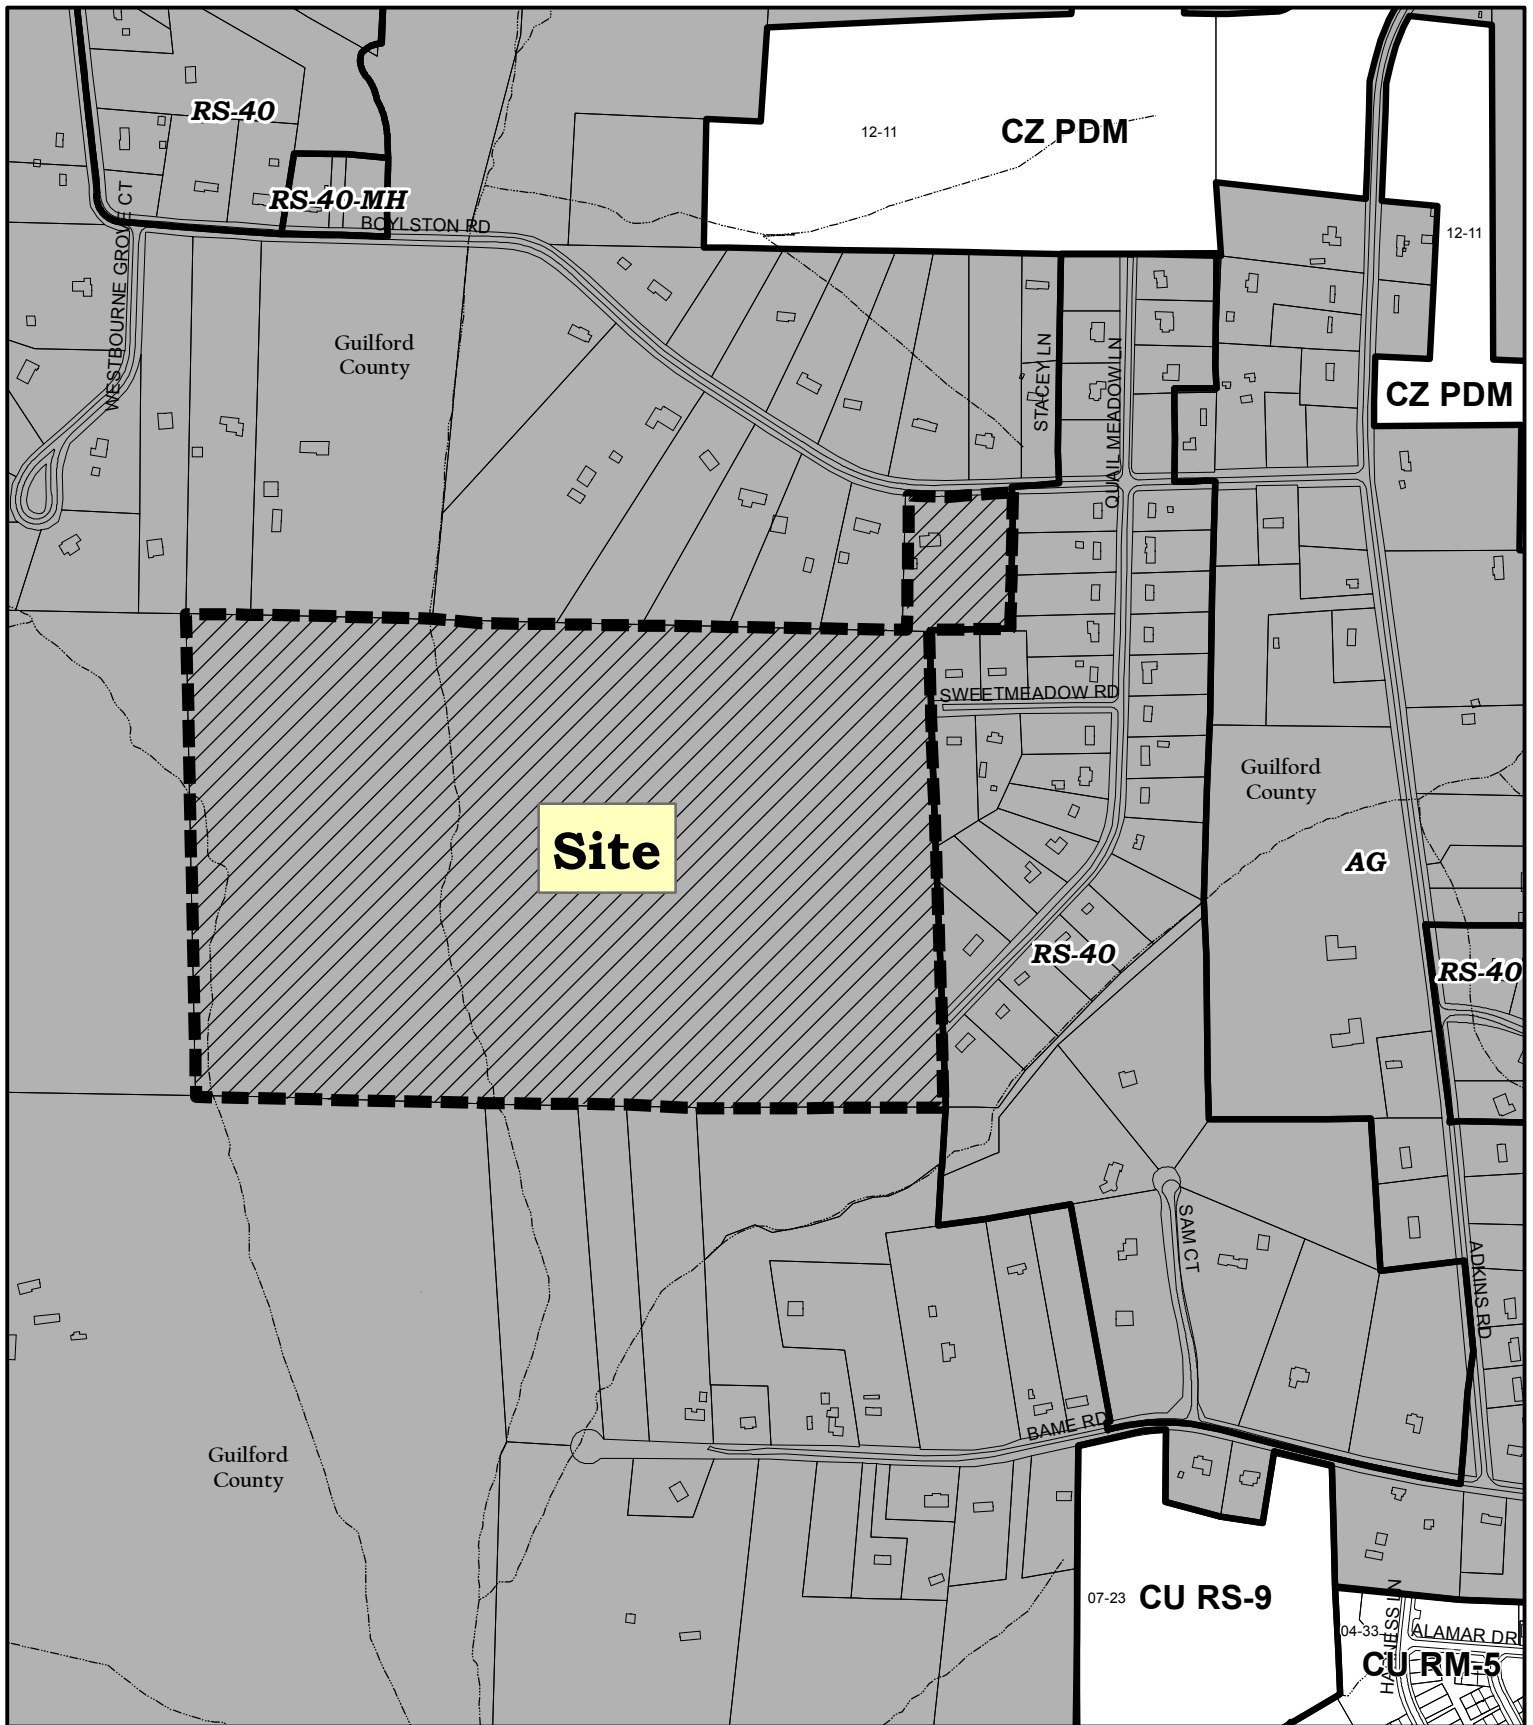 RS-40
12-11
CZ PDM
RS-40-MH
BOYLSTON RD
WESTBOURNE GROVE CT
12-11
Guilford
County
STACEY LN
QUAIL MEADOW LN
CZ PDM
SWEETMEADOW RD
Guilford
County
Site
AG
RS-40
RS-40
SAM CT
ADKINS RD
BAME RD
Guilford
County
07-23
CU RS-9
HARNESS LN
04-33
ALAMAR DR
CU RM-5